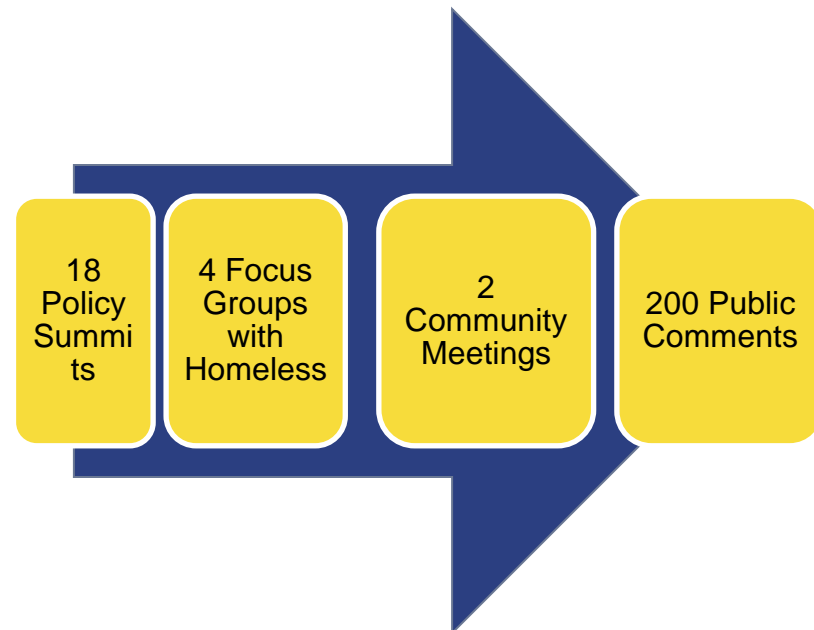 18
Policy
Summi
ts
4 Focus
Groups
with
Homeless
2
Community
Meetings
200 Public
Comments